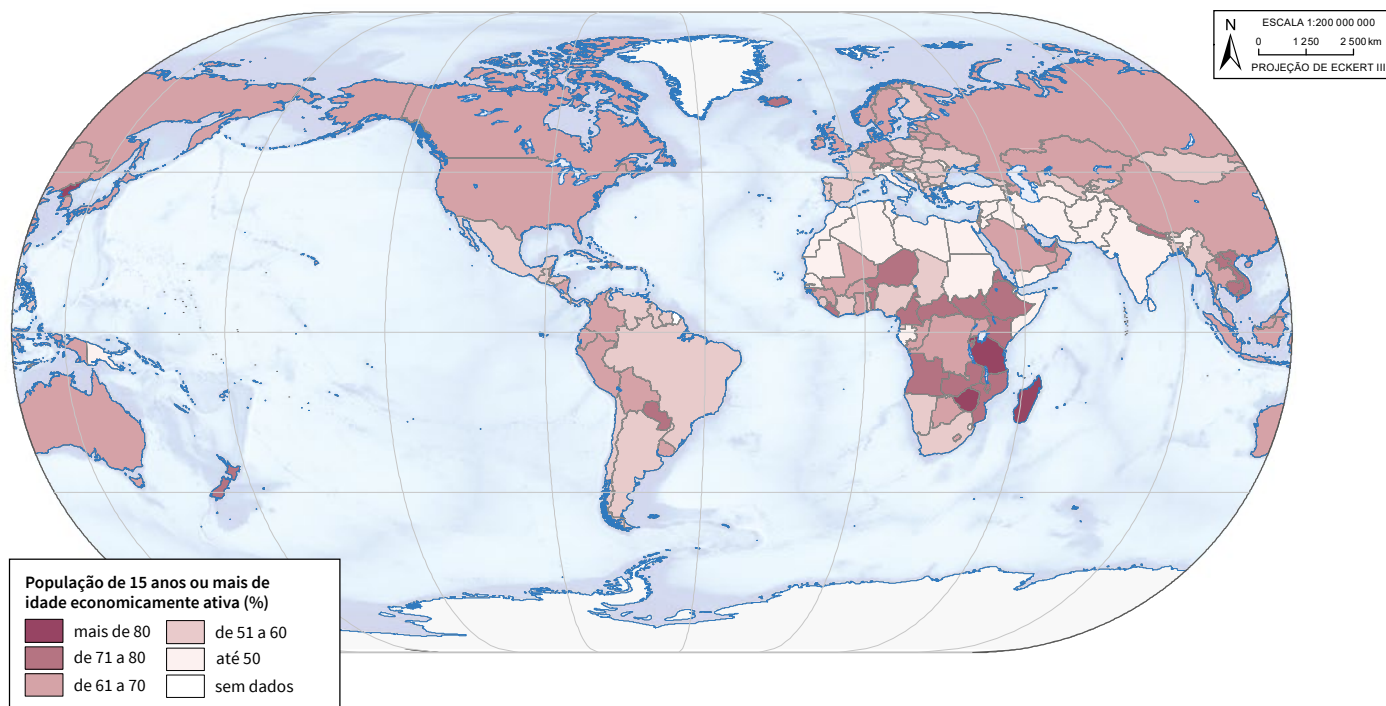 N
ESCALA 1:200 000 000
0 1 250 2 500 km
PROJEÇÃO DE ECKERT III
População de 15 anos ou mais de
idade economicamente ativa (%)
mais de 80
de 51 a 60
de 71 a 80
até 50
de 61 a 70
sem dados